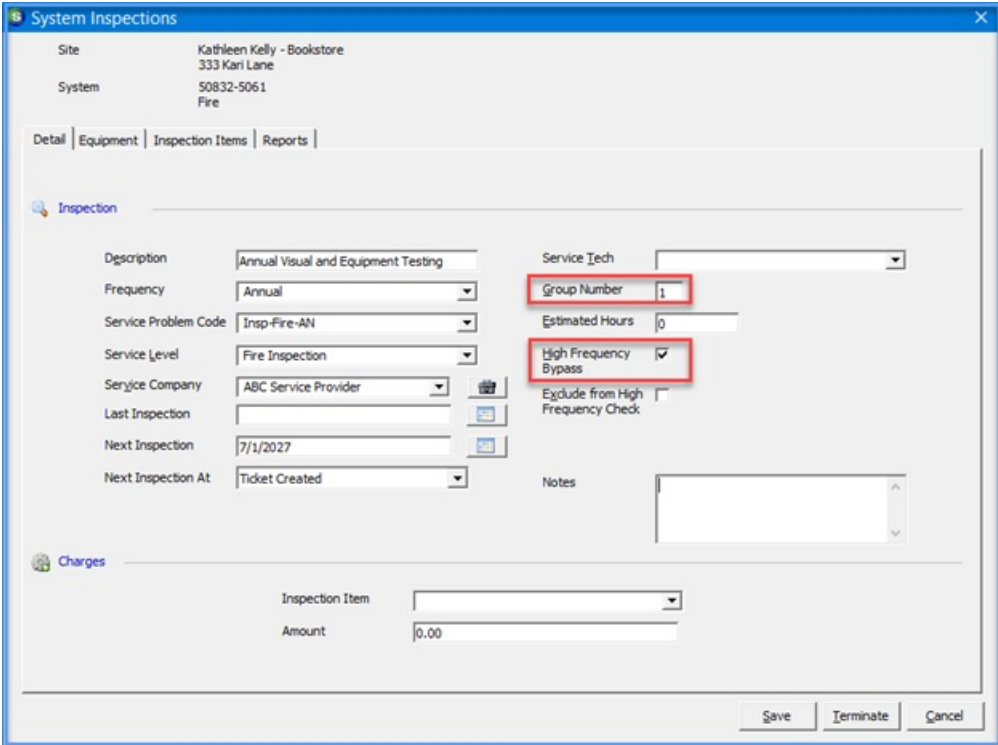 System Inspections
Site Kathleen Kelly - Bookstore
333 Kari Lane
System 50832-5061
Fire
Detail Equipment Inspection Items Reports
Inspection
Description Annual Visual and Equipment Testing Service Tech
Frequency Annual Group Number 1
Service Problem Code Insp-Fire-AN Estimated Hours 0
Service Level Fire Inspection High Frequency
Bypass
Service Company ABC Service Provider Exclude from High
Frequency Check
Last Inspection
Next Inspection 7/1/2027
Next Inspection At Ticket Created Notes
Charges
Inspection Item
Amount 0.00
Save Terminate Cancel